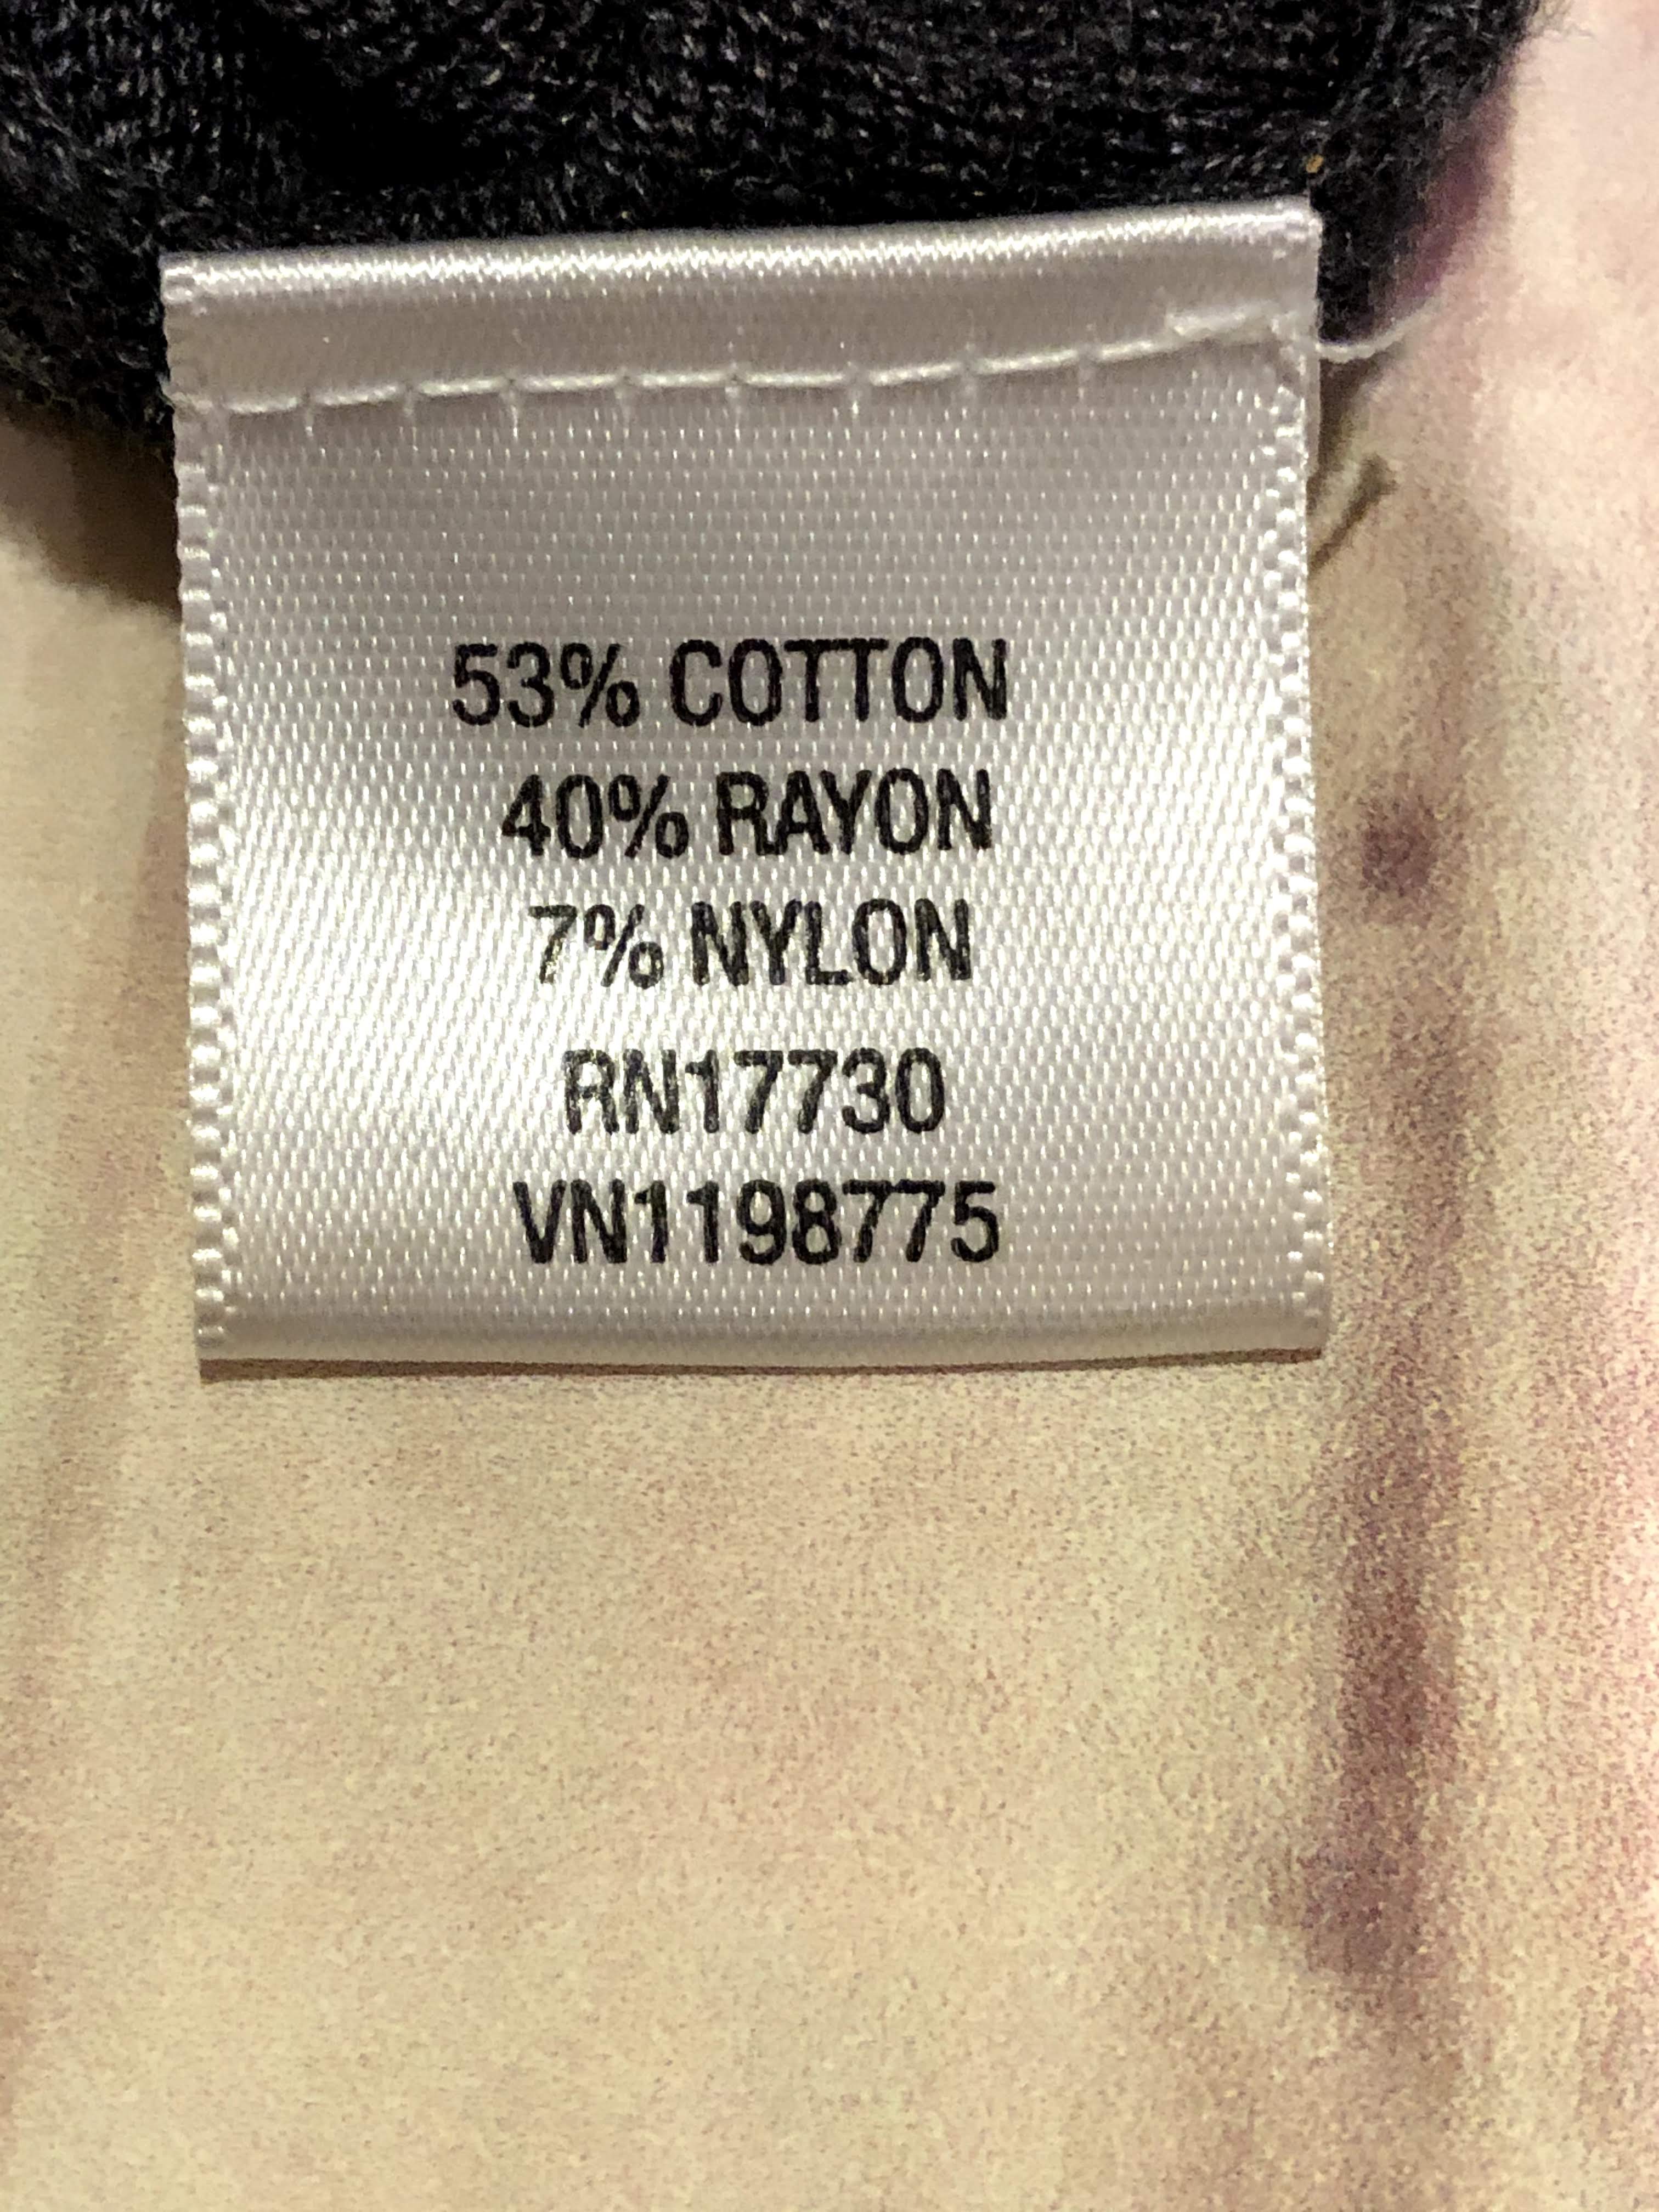 53% COTTON
40% RAYON
7% NYLON
RN17730
VN1198775